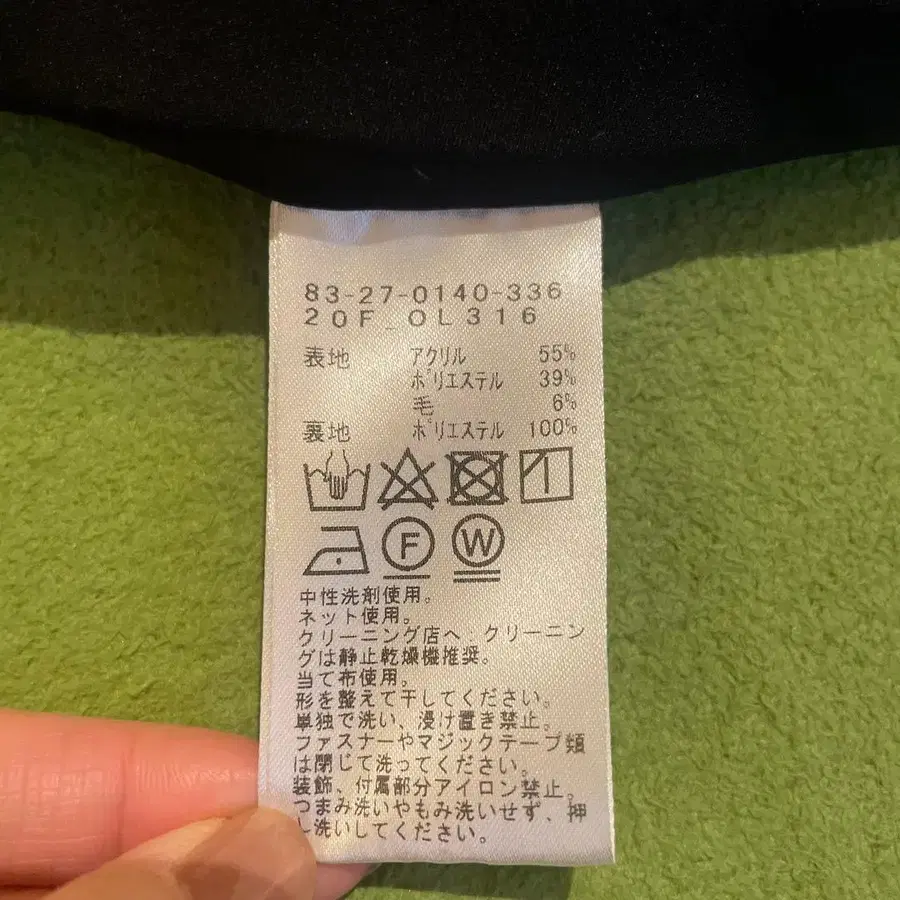 83-27-0140-336
20F_OL316
表地 アクリル 55%
ポリエステル 39%
毛 6%
裏地 ポリエステル 100%
F W
中性洗剤使用。
ネット使用。
クリーニング店へ:クリーニン
グは静止乾燥機推奨。
当て布使用。
形を整えて干してください。
単独で洗い、浸け置き禁止。
ファスナーやマジックテープ類
は閉じて洗ってください。
装飾、付属部分アイロン禁止。
つまみ洗いやもみ洗いせず、押
し洗いしてください。